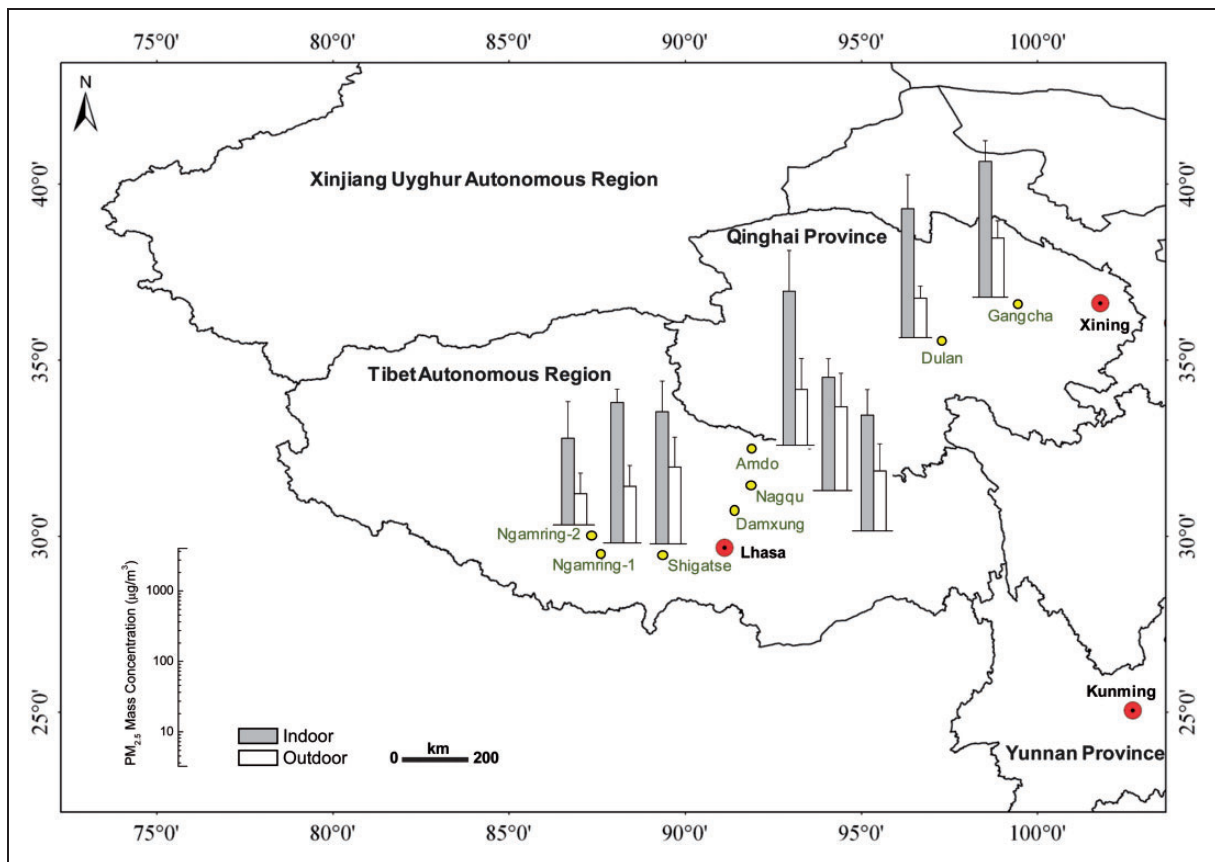 75°0' 80°0' 85°0' 90°0' 95°0' 100°0'
N
40°0' 40°0'
Xinjiang Uyghur Autonomous Region
Qinghai Province
Gangcha
Xining
Dulan
35°0' 35°0'
Tibet Autonomous Region
Amdo
Nagqu
Damxung
Ngamring-2
30°0' 30°0'
Lhasa
Ngamring-1
Shigatse
PM2.5 Mass Concentration (µg/m³)
1000
100
10
Kunming
25°0' 25°0'
Indoor
Outdoor
km
0 200
Yunnan Province
75°0' 80°0' 85°0' 90°0' 95°0' 100°0'